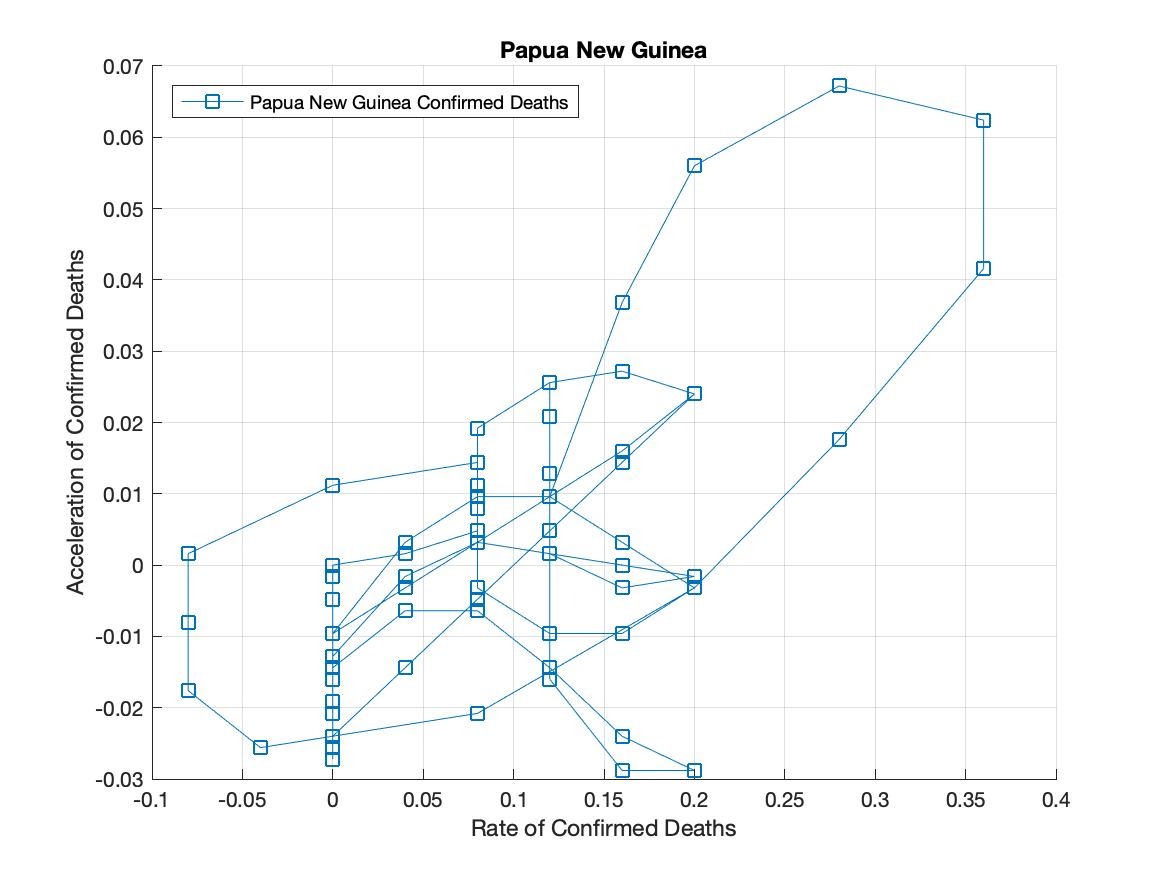 Papua New Guinea
Papua New Guinea Confirmed Deaths
0.07
0.06
0.05
0.04
0.03
0.02
0.01
0
-0.01
-0.02
-0.03
Acceleration of Confirmed Deaths
-0.1 -0.05 0 0.05 0.1 0.15 0.2 0.25 0.3 0.35 0.4
Rate of Confirmed Deaths